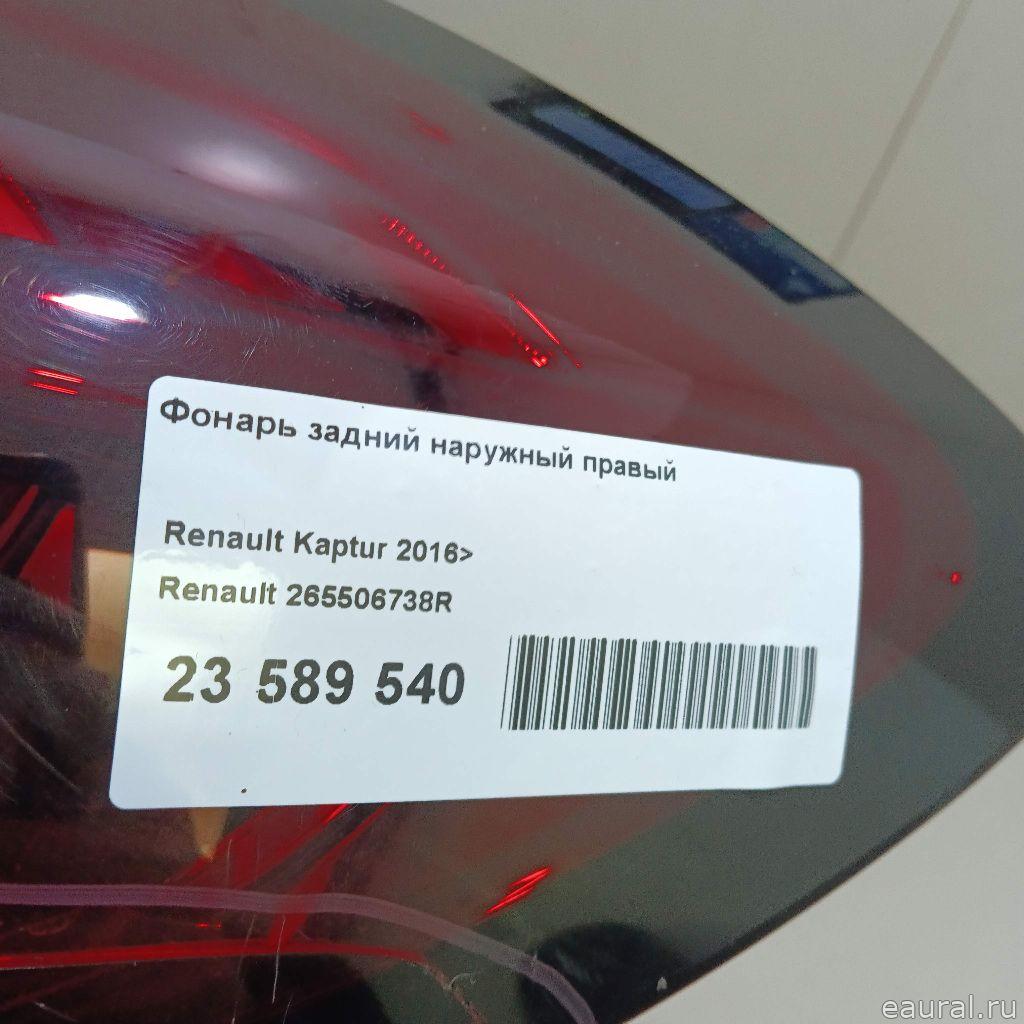 Фонарь задний наружный правый
Renault Kaptur 2016>
Renault 265506738R
23 589 540
eaural.ru